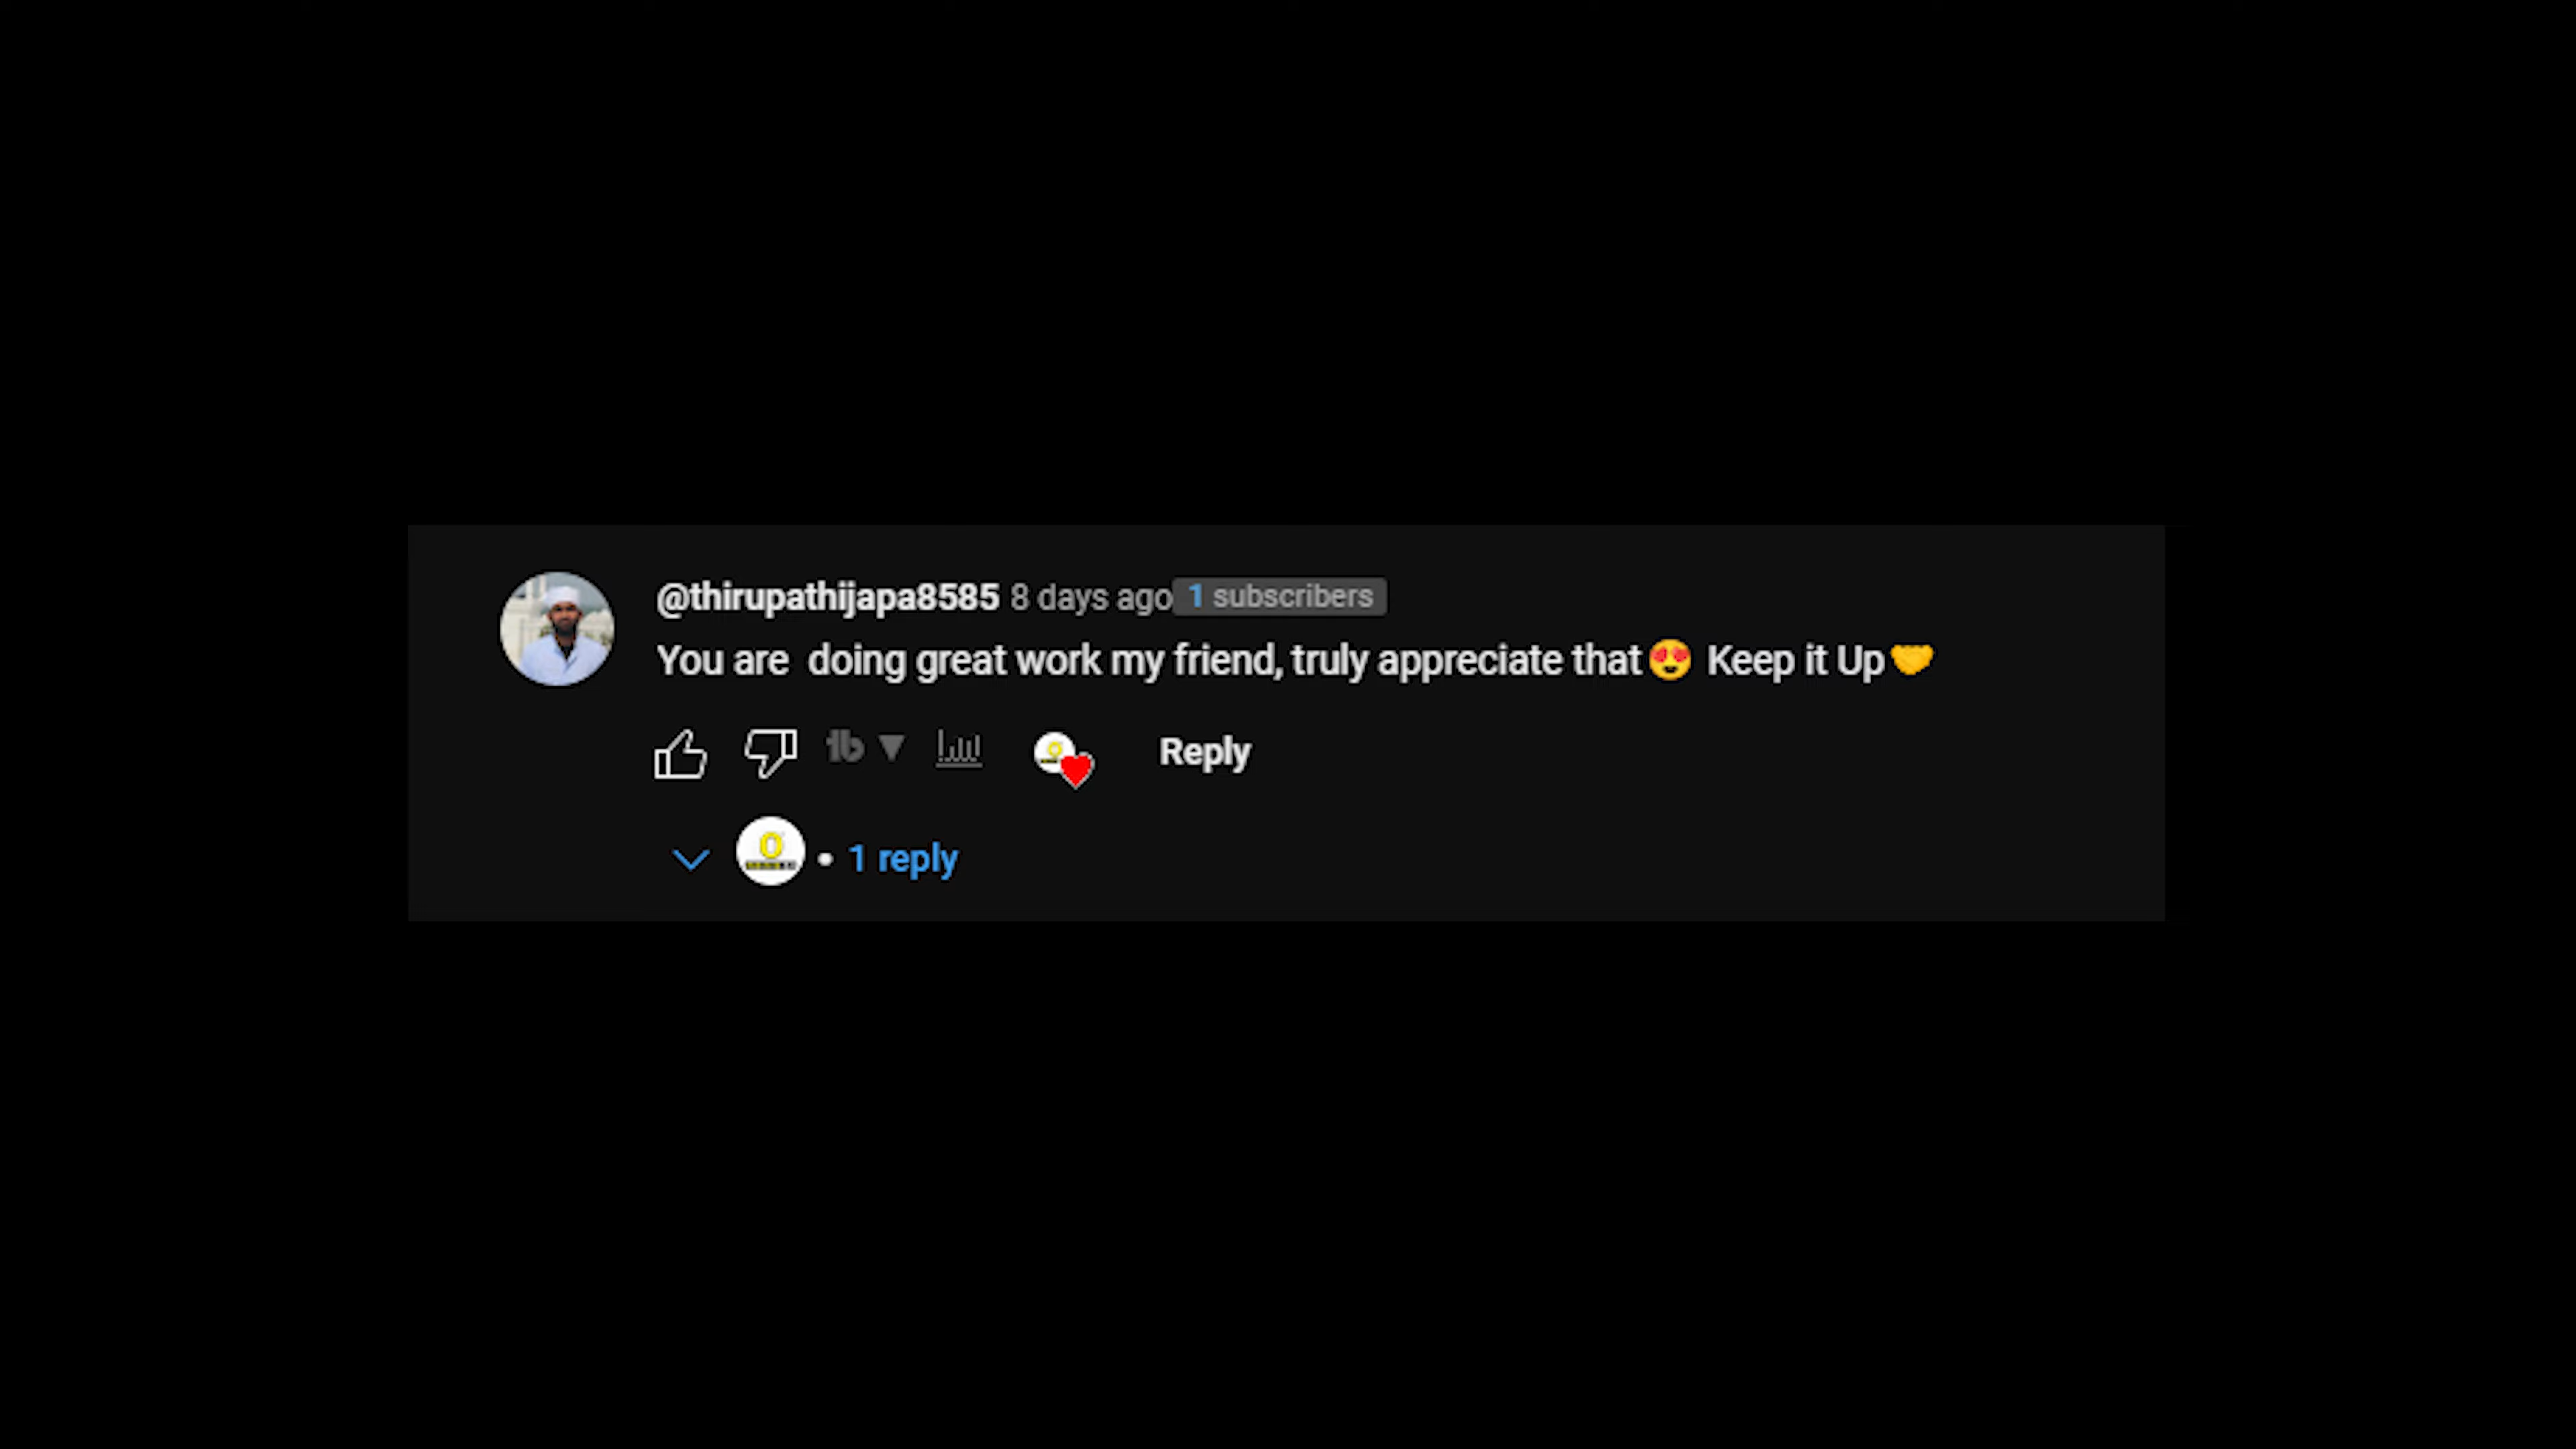 @thirupathijapa8585 8 days ago 1 subscribers
You are  doing great work my friend, truly appreciate that😍 Keep it Up🤝
Reply
1 reply